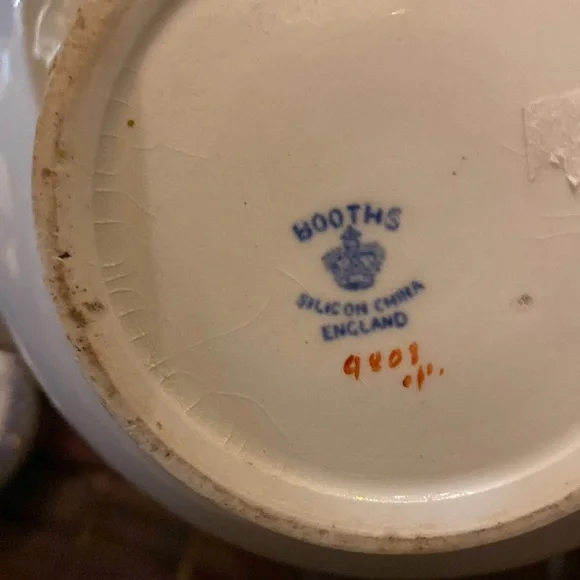 BOOTHS
SILICON CHINA
ENGLAND
9808